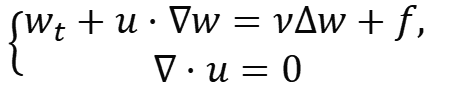 w_t + u · ∇w = νΔw + f,
∇ · u = 0